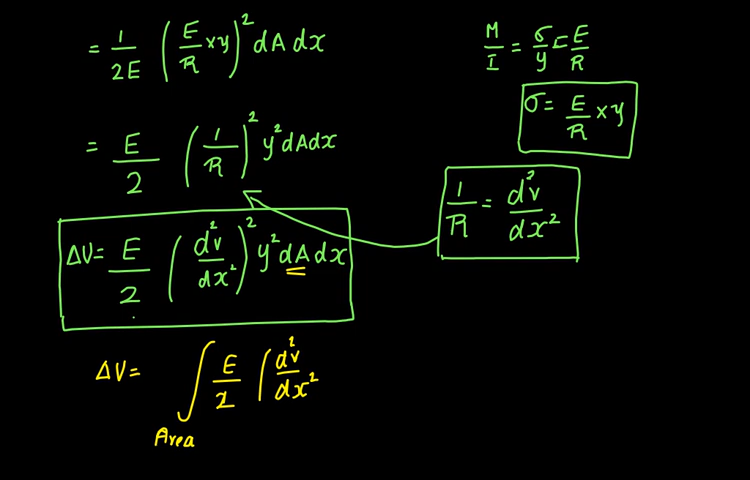 = 1/2E (E/R × y)² dA dx
M/I = σ/y = E/R
σ = E/R × y
= E/2 (1/R)² y² dA dx
1/R = d²v/dx²
ΔV = E/2 (d²v/dx²)² y² dA dx
ΔV = ∫ E/2 (d²v/dx²
Area